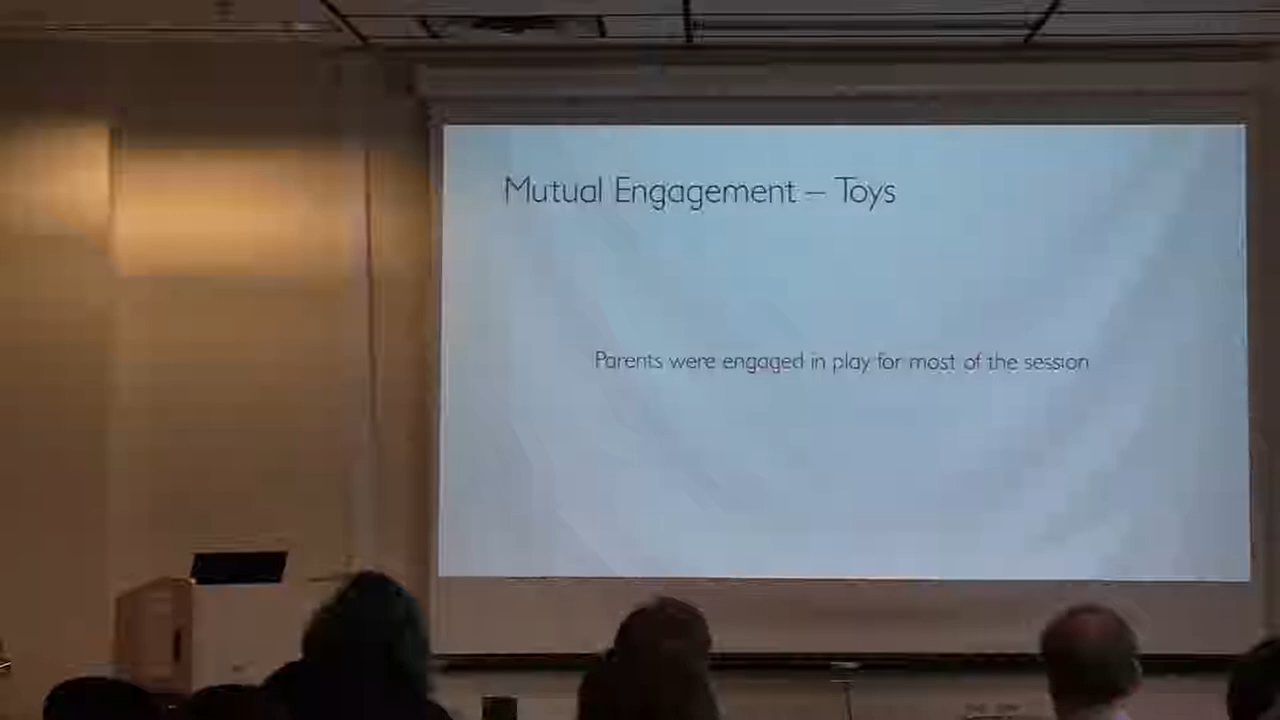 Mutual Engagement – Toys
Parents were engaged in play for most of the session